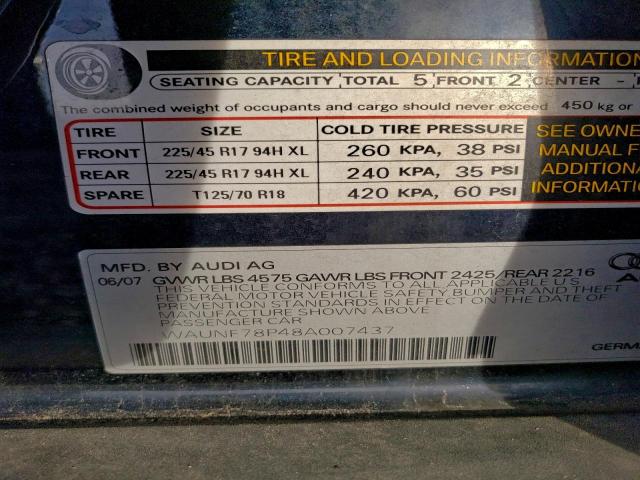 TIRE AND LOADING INFORMATION
SEATING CAPACITY TOTAL 5 FRONT 2 CENTER -
The combined weight of occupants and cargo should never exceed 450 kg or
TIRE SIZE COLD TIRE PRESSURE SEE OWNE
FRONT 225/45 R17 94H XL 260 KPA, 38 PSI MANUAL F
REAR 225/45 R17 94H XL 240 KPA, 35 PSI ADDITIONA
SPARE T125/70 R18 420 KPA, 60 PSI INFORMATION
MFD. BY AUDI AG
06/07 GVWR LBS 4575 GAWR LBS FRONT 2425/REAR 2216
THIS VEHICLE CONFORMS TO ALL APPLICABLE U S
FEDERAL MOTOR VEHICLE SAFETY BUMPER, AND THEFT
PREVENTION STANDARDS IN EFFECT ON THE DATE OF
MANUFACTURE SHOWN ABOVE
PASSENGER CAR
WAUNF78P48A007437
GERMAN